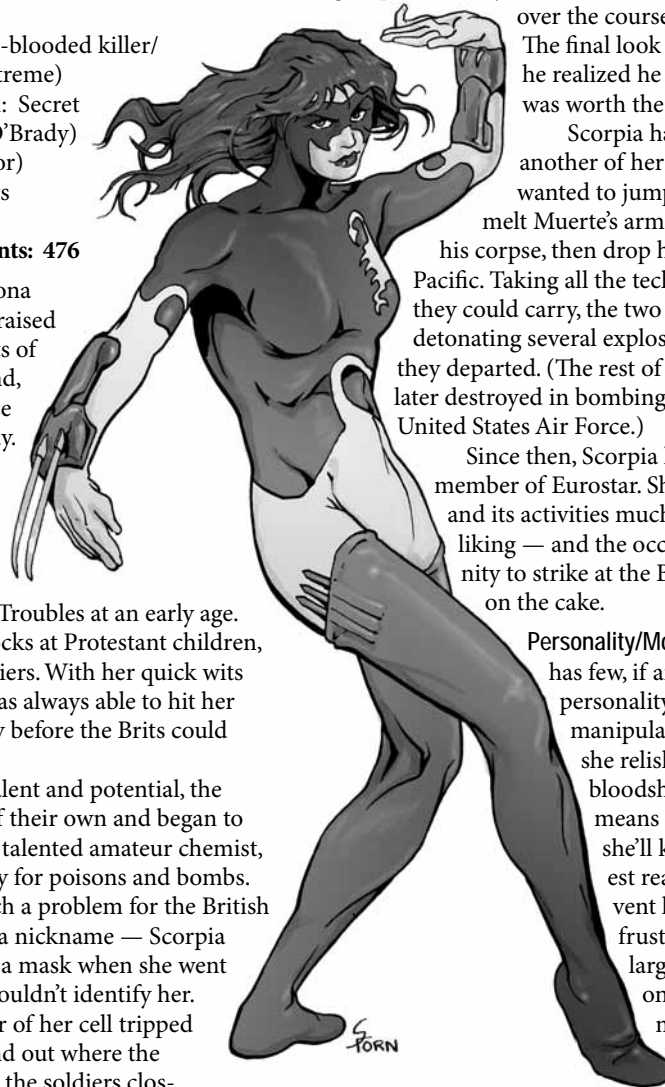 -blooded killer/
treme)
: Secret
O'Brady)
or)
s
nts: 476
ona
raised
ts of
nd,
se
y.
Troubles at an early age.
cks at Protestant children,
iers. With her quick wits
as always able to hit her
y before the Brits could
alent and potential, the
f their own and began to
talented amateur chemist,
y for poisons and bombs.
ch a problem for the British
a nickname — Scorpia
a mask when she went
ouldn't identify her.
r of her cell tripped
nd out where the
the soldiers clos-
over the course
The final look
he realized he
was worth the
Scorpia ha
another of her
wanted to jump
melt Muerte's arm
his corpse, then drop h
Pacific. Taking all the tech
they could carry, the two
detonating several explos
they departed. (The rest of
later destroyed in bombing
United States Air Force.)
Since then, Scorpia
member of Eurostar. Sh
and its activities much
liking — and the occ
nity to strike at the B
on the cake.
Personality/Mo
has few, if a
personality
manipula
she relish
bloodsh
means
she'll k
est rea
vent
frust
larg
on
STORN